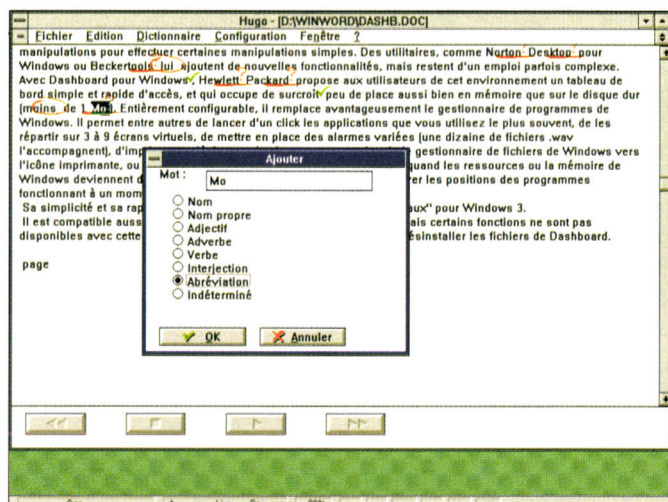 Hugo - [D:\WINWORD\DASHB.DOC]
Fichier Edition Dictionnaire Configuration Fenêtre ?
manipulations pour effectuer certaines manipulations simples. Des utilitaires, comme Norton Desktop pour
Windows ou Beckertools ajoutent de nouvelles fonctionnalités, mais restent d'un emploi parfois complexe.
Avec Dashboard pour Windows Hewlett Packard propose aux utilisateurs de cet environnement un tableau de
bord simple et rapide d'accès, et qui occupe de surcroit peu de place aussi bien en mémoire que sur le disque dur
(moins de 1 Mo). Entièrement configurable, il remplace avantageusement le gestionnaire de programmes de
Windows. Il permet entre autres de lancer d'un click les applications que vous utilisez le plus souvent, de les
répartir sur 3 à 9 écrans virtuels, de mettre en place des alarmes variées (une dizaine de fichiers .wav
l'accompagnent), d'imp gestionnaire de fichiers de Windows vers
l'icône imprimante, ou quand les ressources ou la mémoire de
Windows deviennent d rer les positions des programmes
fonctionnant à un mom
Sa simplicité et sa rap aux" pour Windows 3.
Il est compatible auss ais certains fonctions ne sont pas
disponibles avec cette ésinstaller les fichiers de Dashboard.
page
Ajouter
Mot : Mo
Nom
Nom propre
Adjectif
Adverbe
Verbe
Interjection
Abréviation
Indéterminé
OK Annuler